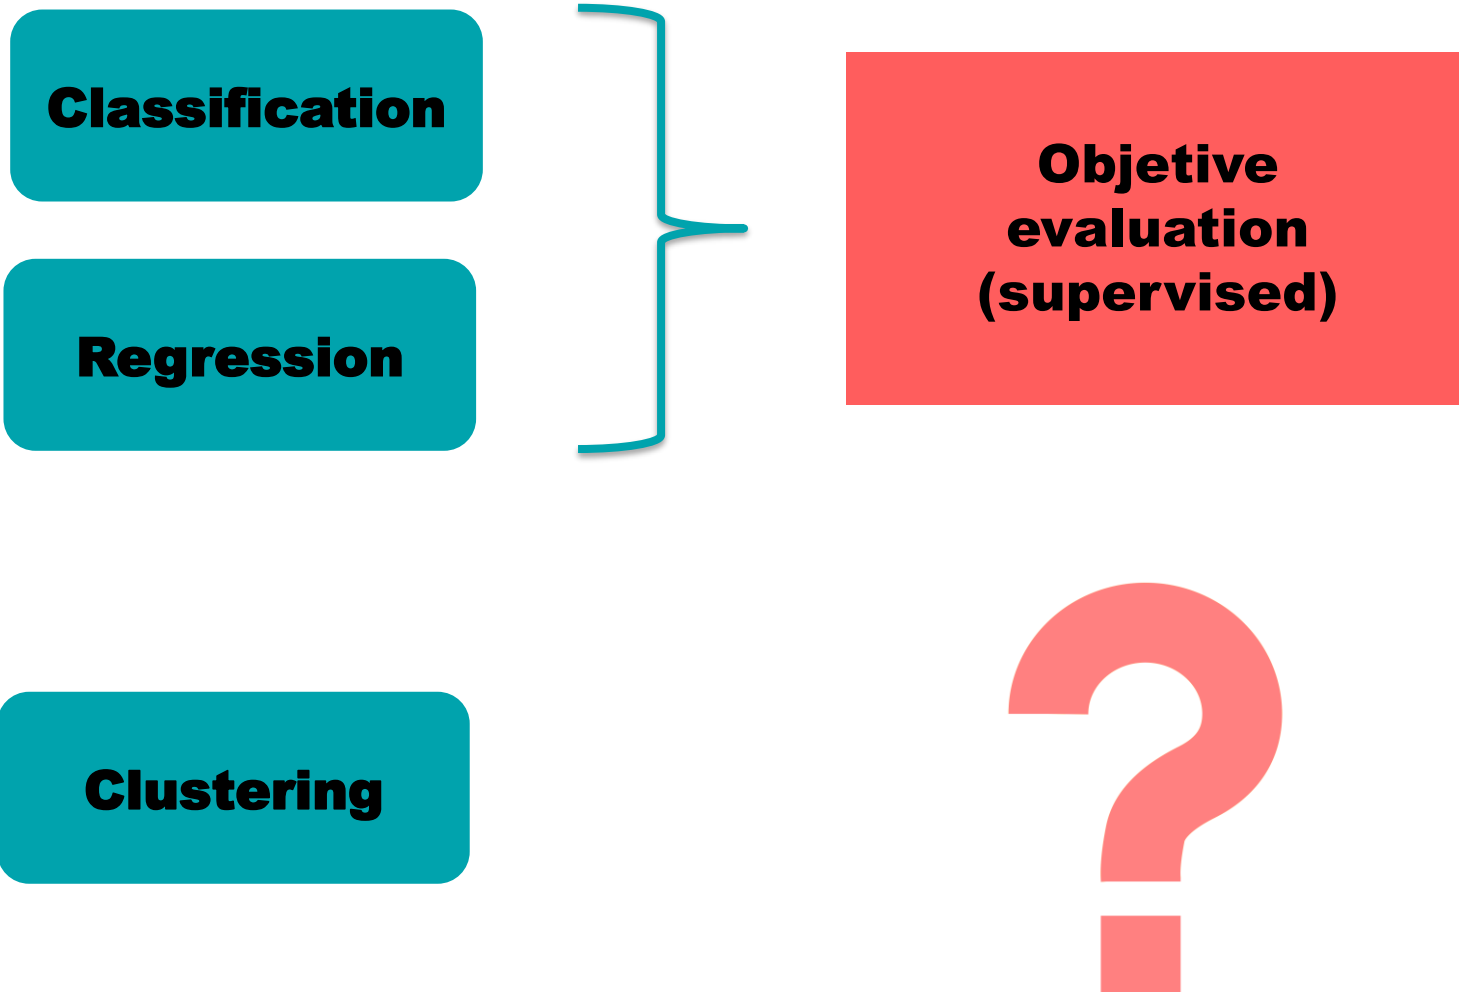 Classification
Objetive
evaluation
(supervised)
Regression
Clustering
?